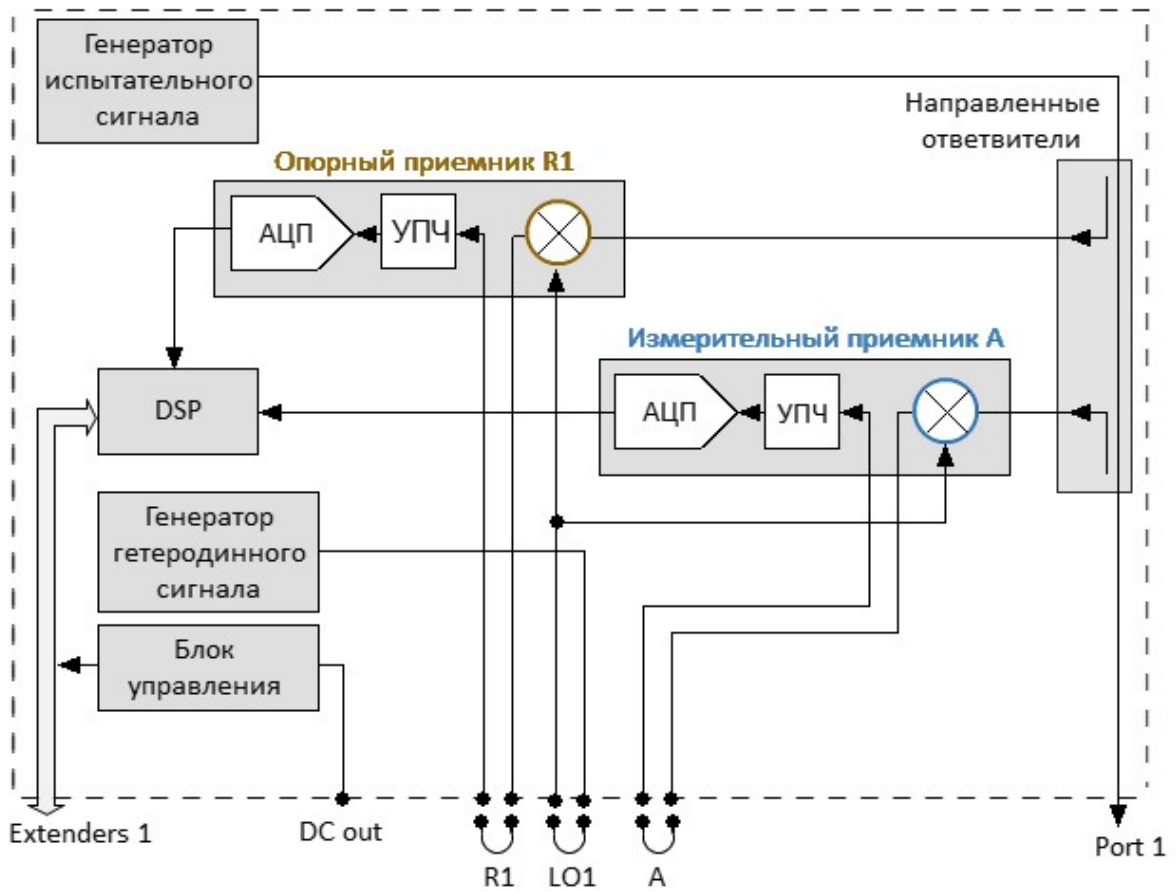 Генератор
испытательного
сигнала
Направленные
ответвители
Опорный приемник R1
АЦП
УПЧ
Измерительный приемник А
АЦП
УПЧ
DSP
Генератор
гетеродинного
сигнала
Блок
управления
Extenders 1
DC out
R1
LO1
A
Port 1